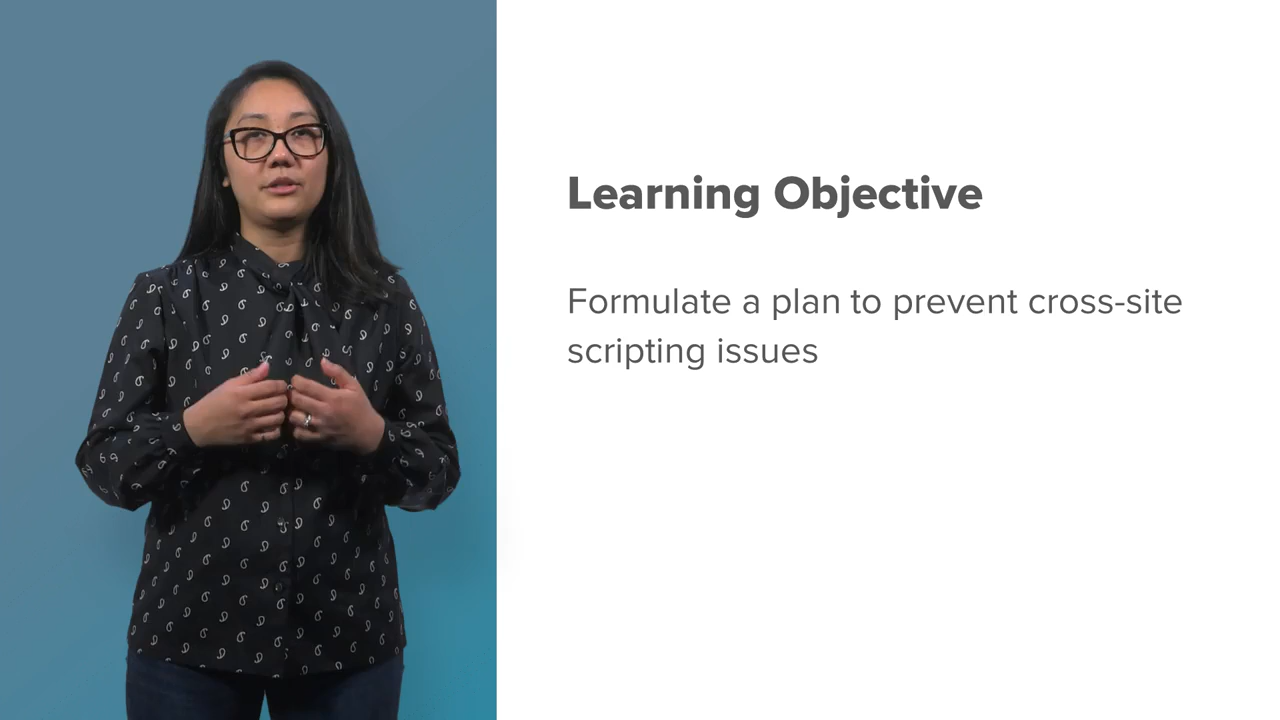 Learning Objective
Formulate a plan to prevent cross-site
scripting issues